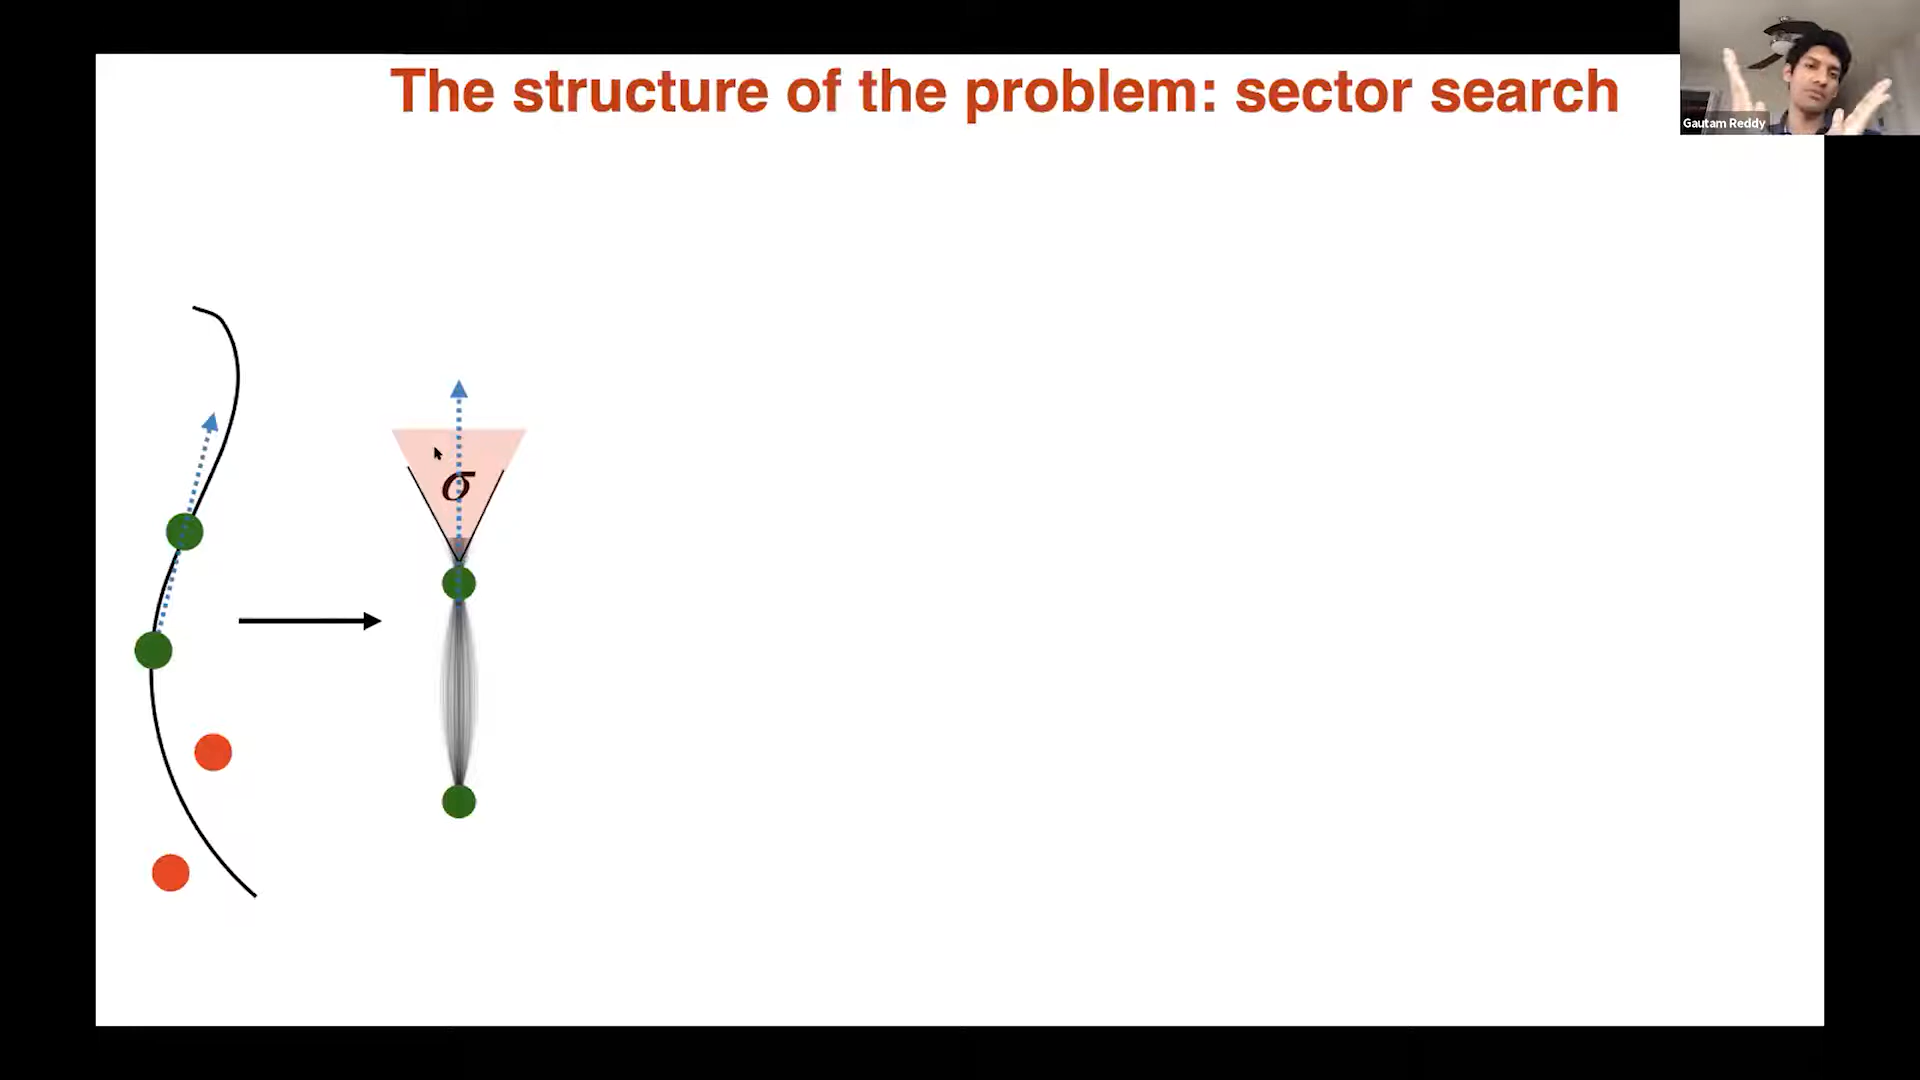 The structure of the problem: sector search
Gautam Reddy
σ